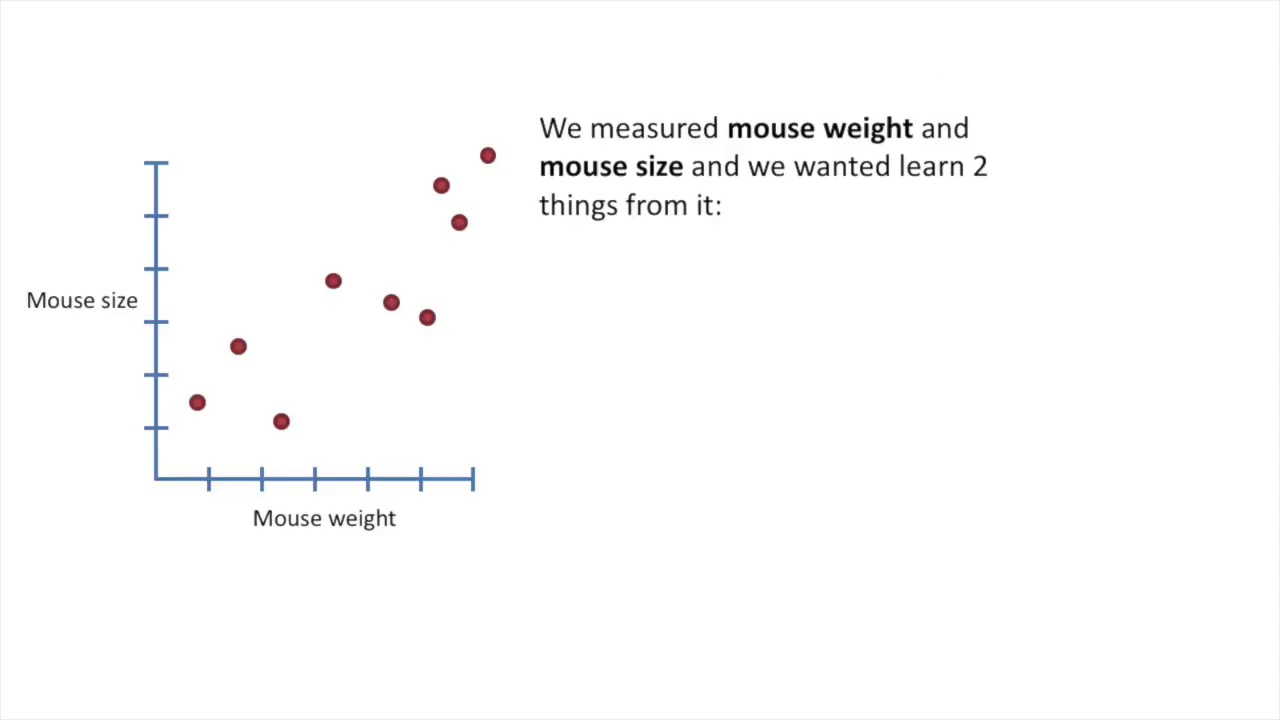 We measured mouse weight and
mouse size and we wanted learn 2
things from it:
Mouse size
Mouse weight